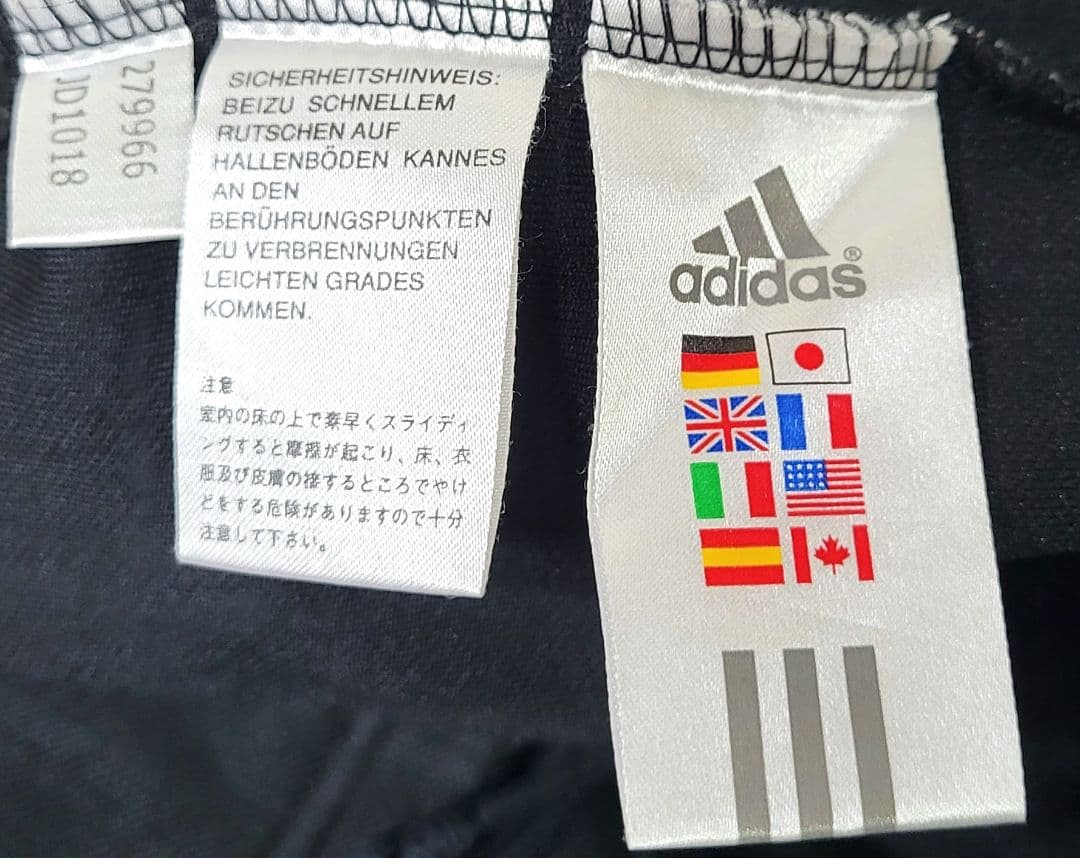 279966
JD1018
SICHERHEITSHINWEIS:
BEIZU SCHNELLEM
RUTSCHEN AUF
HALLENBÖDEN KANNES
AN DEN
BERÜHRUNGSPUNKTEN
ZU VERBRENNUNGEN
LEICHTEN GRADES
KOMMEN.
注意
室内の床の上で素早くスライディ
ングすると摩擦が起こり、床、衣
服及び皮膚の接するところでやけ
どをする危険がありますので十分
注意して下さい。
adidas®